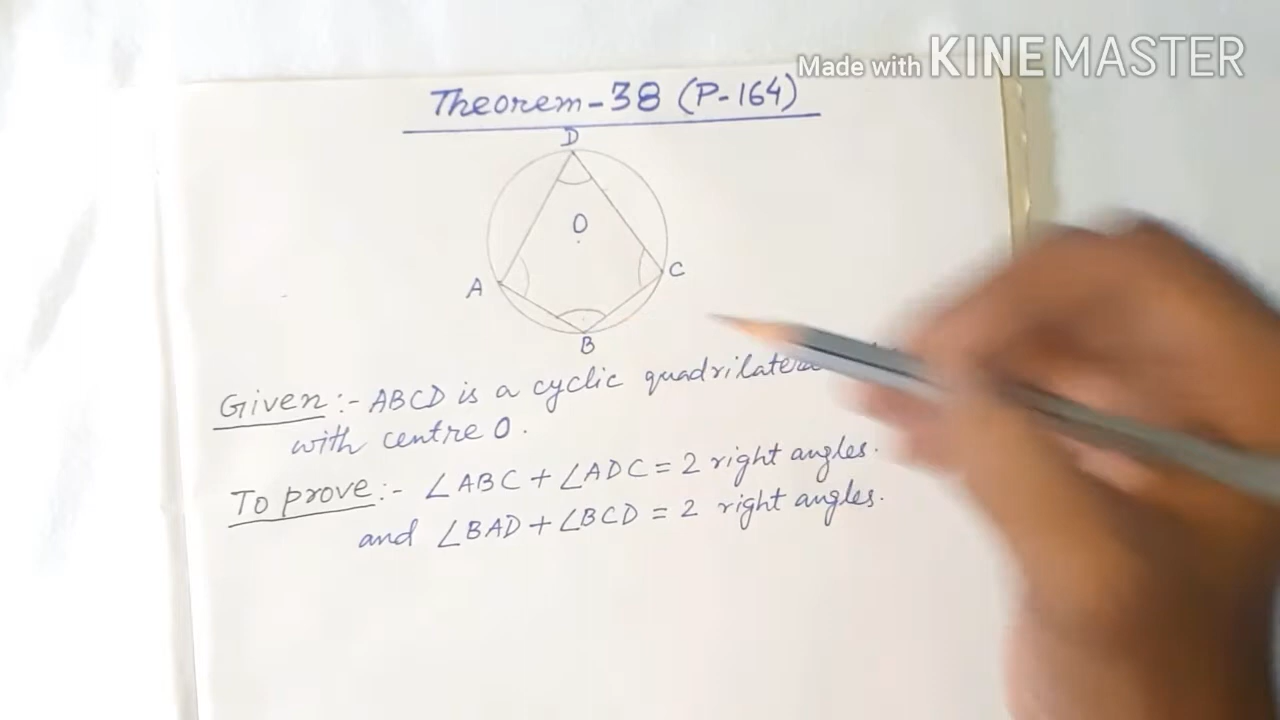 Made with KINEMASTER
Theorem-38 (P-164)
D
O
A
C
B
Given:- ABCD is a cyclic
with centre O.
To prove:- ∠ABC + ∠ADC = 2 right angles.
and ∠BAD + ∠BCD = 2 right angles.